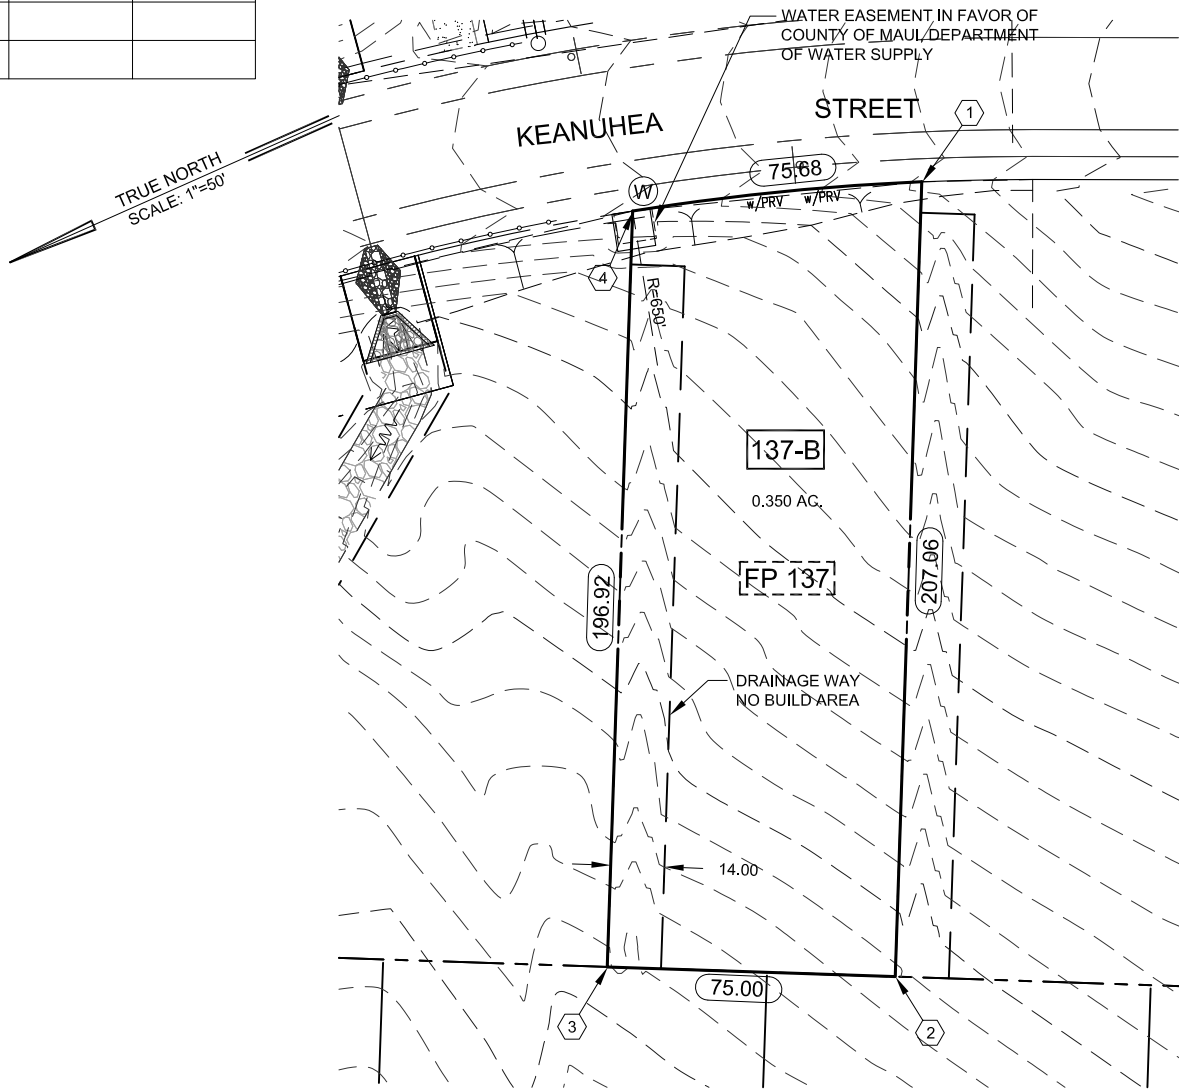 WATER EASEMENT IN FAVOR OF
COUNTY OF MAUI, DEPARTMENT
OF WATER SUPPLY
KEANUHEA
STREET
1
TRUE NORTH
SCALE: 1"=50'
75.68
W
w/PRV
w/PRV
4
R=650'
137-B
0.350 AC.
FP 137
196.92
207.06
DRAINAGE WAY
NO BUILD AREA
14.00
75.00
3
2